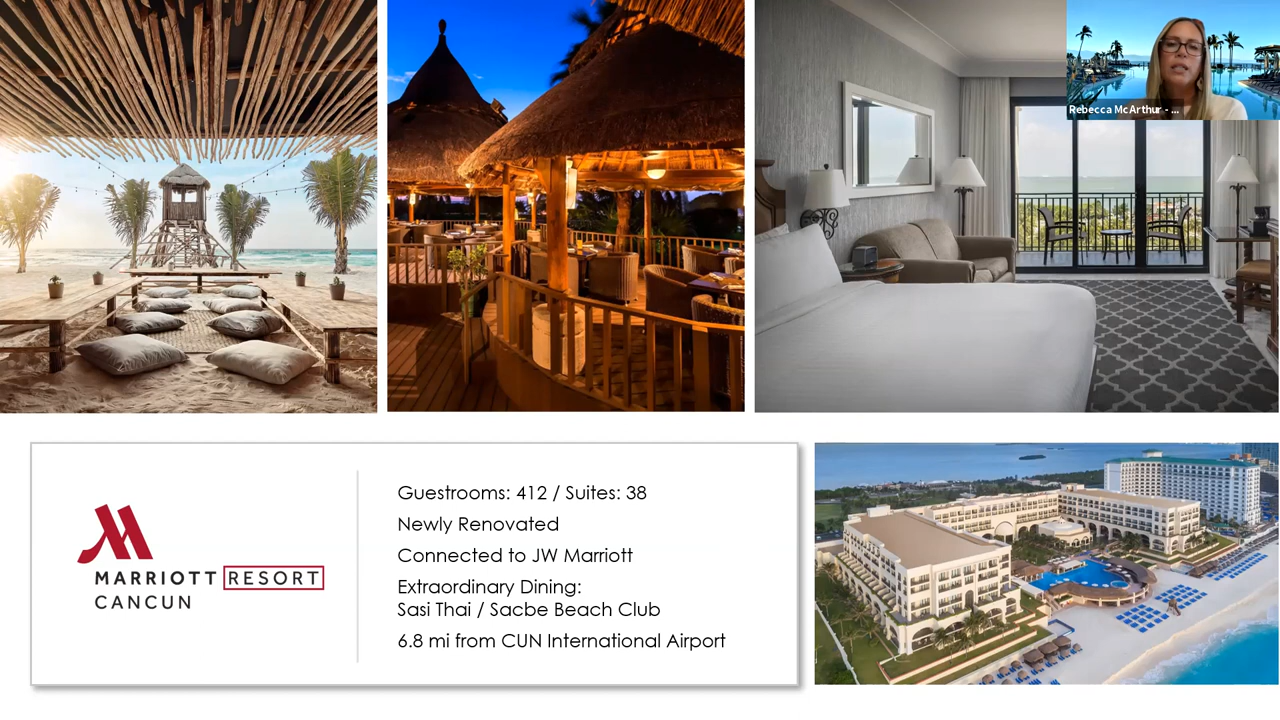 Rebecca McArthur - ...
MARRIOTT RESORT
CANCUN
Guestrooms: 412 / Suites: 38
Newly Renovated
Connected to JW Marriott
Extraordinary Dining:
Sasi Thai / Sacbe Beach Club
6.8 mi from CUN International Airport